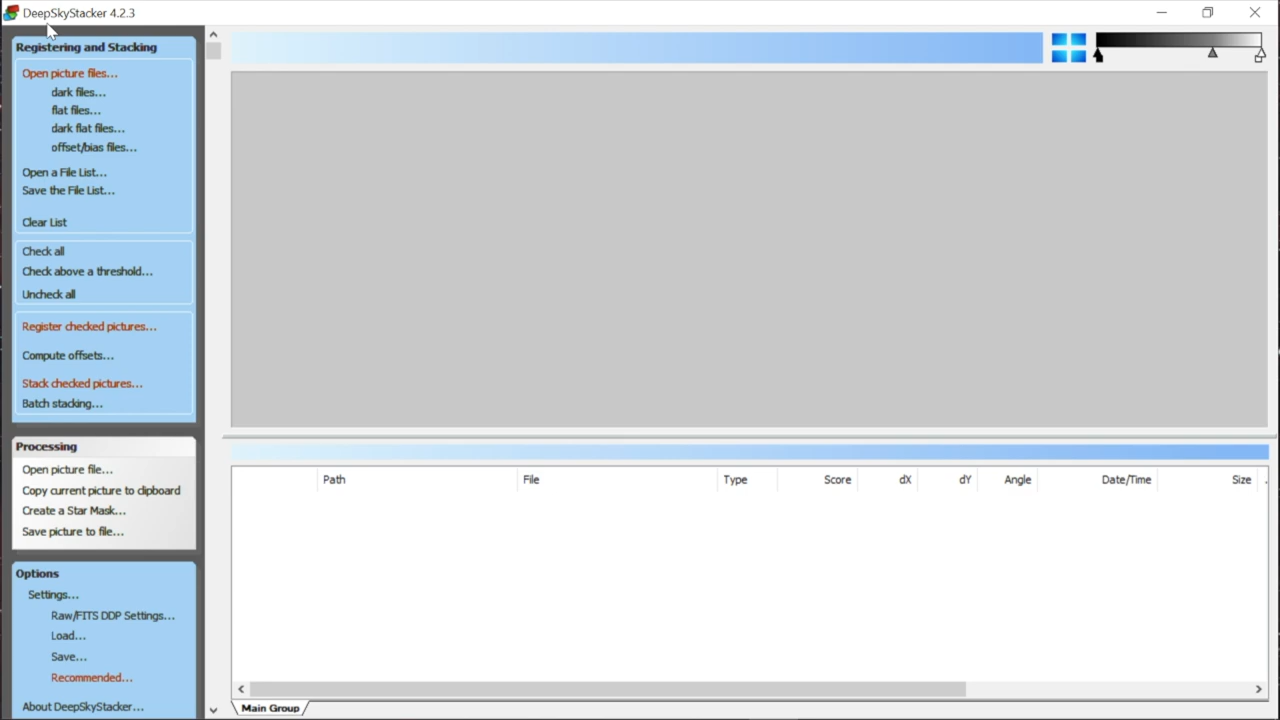 DeepSkyStacker 4.2.3
Registering and Stacking
Open picture files...
dark files...
flat files...
dark flat files...
offset/bias files...
Open a File List...
Save the File List...
Clear List
Check all
Check above a threshold...
Uncheck all
Register checked pictures...
Compute offsets...
Stack checked pictures...
Batch stacking...
Processing
Open picture file...
Copy current picture to clipboard
Create a Star Mask...
Save picture to file...
Options
Settings...
Raw/FITS DDP Settings...
Load...
Save...
Recommended...
About DeepSkyStacker...
Path File Type Score dX dY Angle Date/Time Size
Main Group